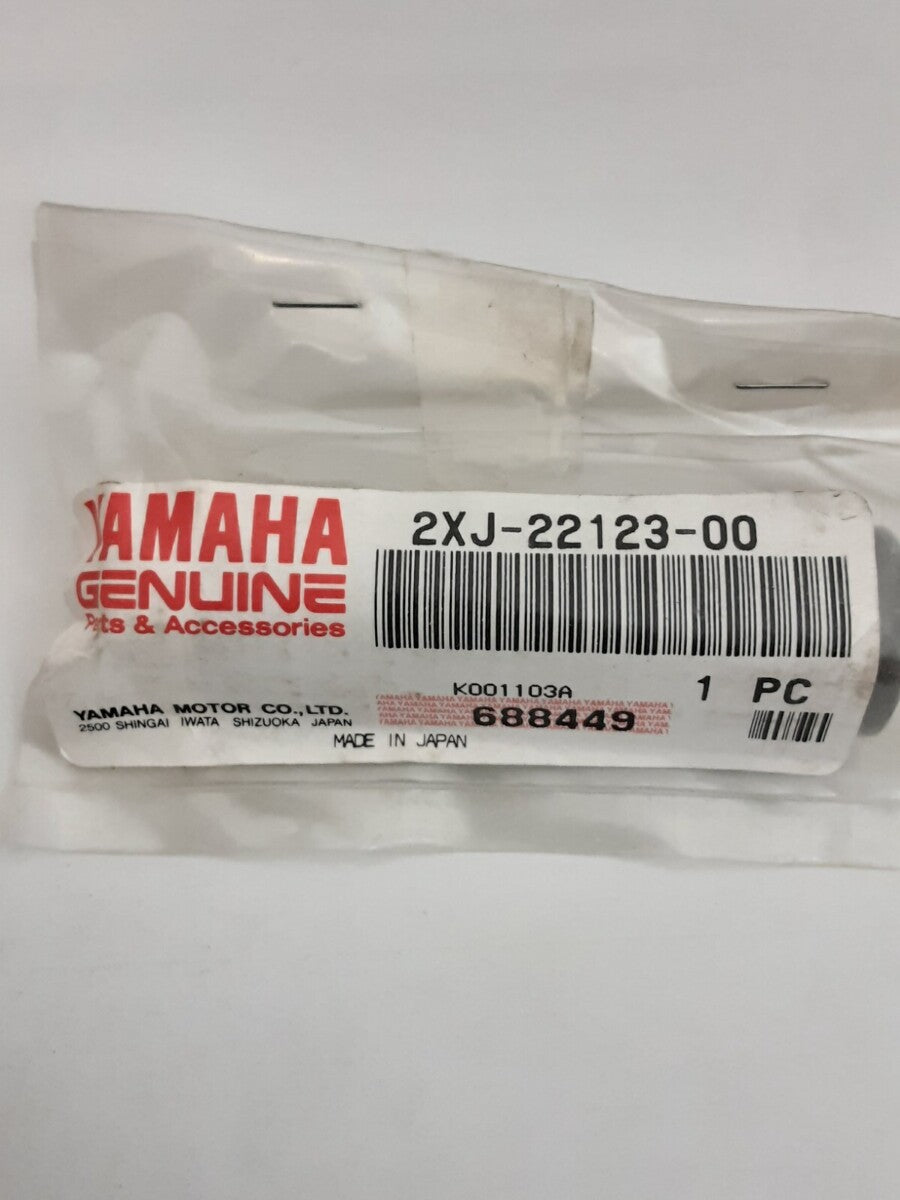 YAMAHA
GENUINE
Parts & Accessories
2XJ-22123-00
K001103A
1 PC
688449
YAMAHA MOTOR CO.,LTD.
2500 SHINGAI IWATA SHIZUOKA JAPAN
MADE IN JAPAN